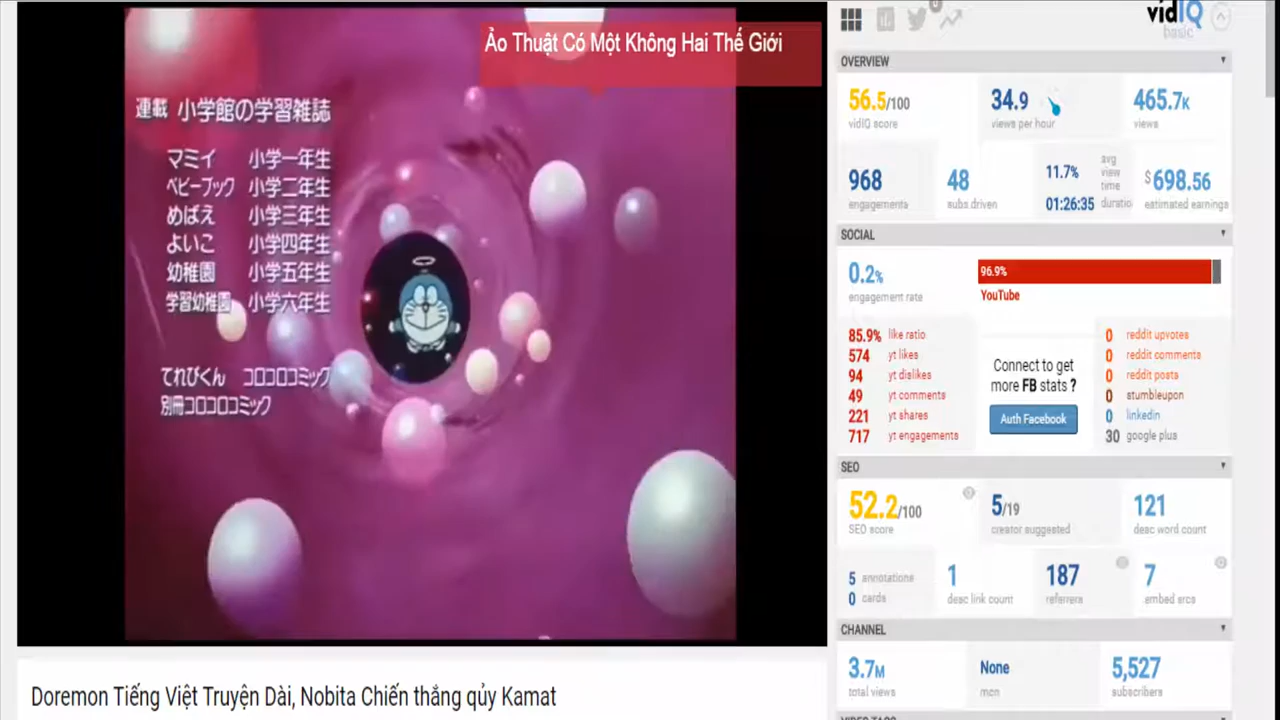 Ảo Thuật Có Một Không Hai Thế Giới
連載 小学館の学習雑誌
マミイ 小学一年生
ベビーブック 小学二年生
めばえ 小学三年生
よいこ 小学四年生
幼稚園 小学五年生
学習幼稚園 小学六年生
てれびくん コロコロコミック
別冊コロコロコミック
Doremon Tiếng Việt Truyện Dài, Nobita Chiến thắng qủy Kamat
0
vidIQ
basic
OVERVIEW
56.5/100
vidIQ score
34.9
views per hour
465.7K
views
968
engagements
48
subs driven
11.7% avg view time
01:26:35 duratio
$698.56
estimated earnings
SOCIAL
0.2%
engagement rate
96.9%
YouTube
85.9% like ratio
574 yt likes
94 yt dislikes
49 yt comments
221 yt shares
717 yt engagements
Connect to get
more FB stats ?
Auth Facebook
0 reddit upvotes
0 reddit comments
0 reddit posts
0 stumbleupon
0 linkedin
30 google plus
SEO
52.2/100
SEO score
5/19
creator suggested
121
desc word count
5 annotations
0 cards
1
desc link count
187
referrers
7
embed srcs
CHANNEL
3.7M
total views
None
mcn
5,527
subscribers